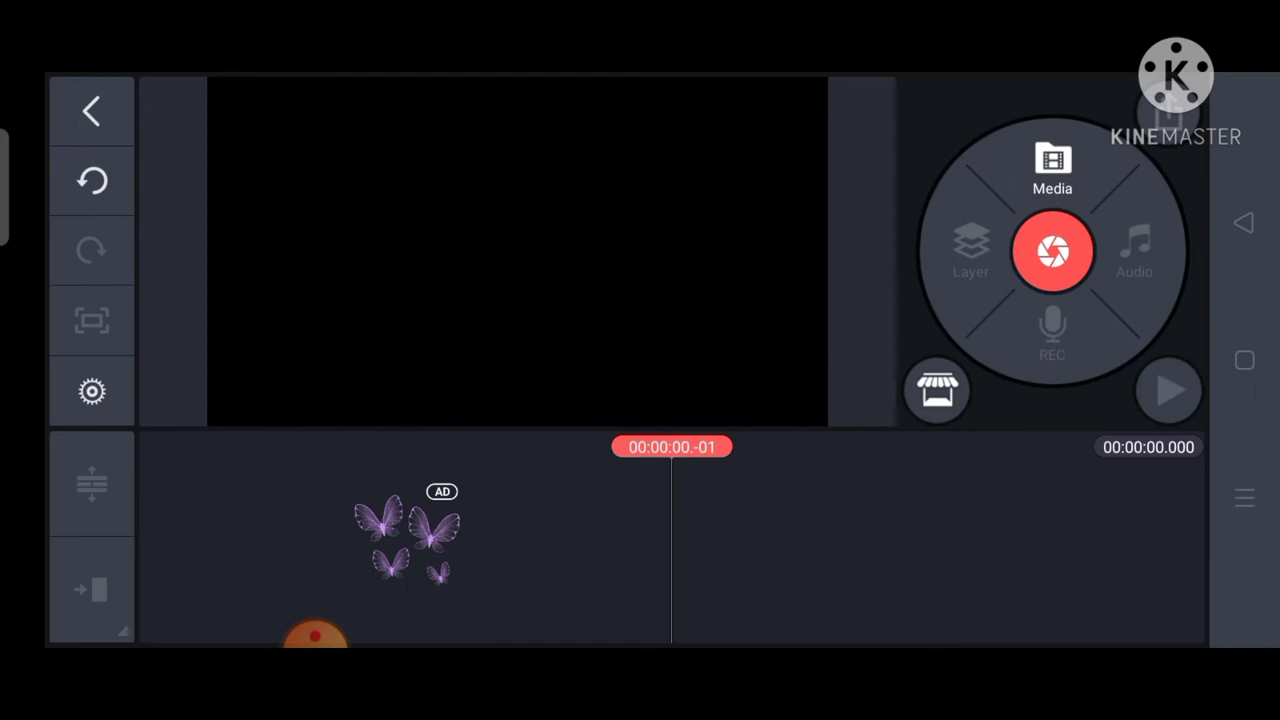 K
KINEMASTER
Media
Layer
Audio
REC
00:00:00.-01
00:00:00.000
AD